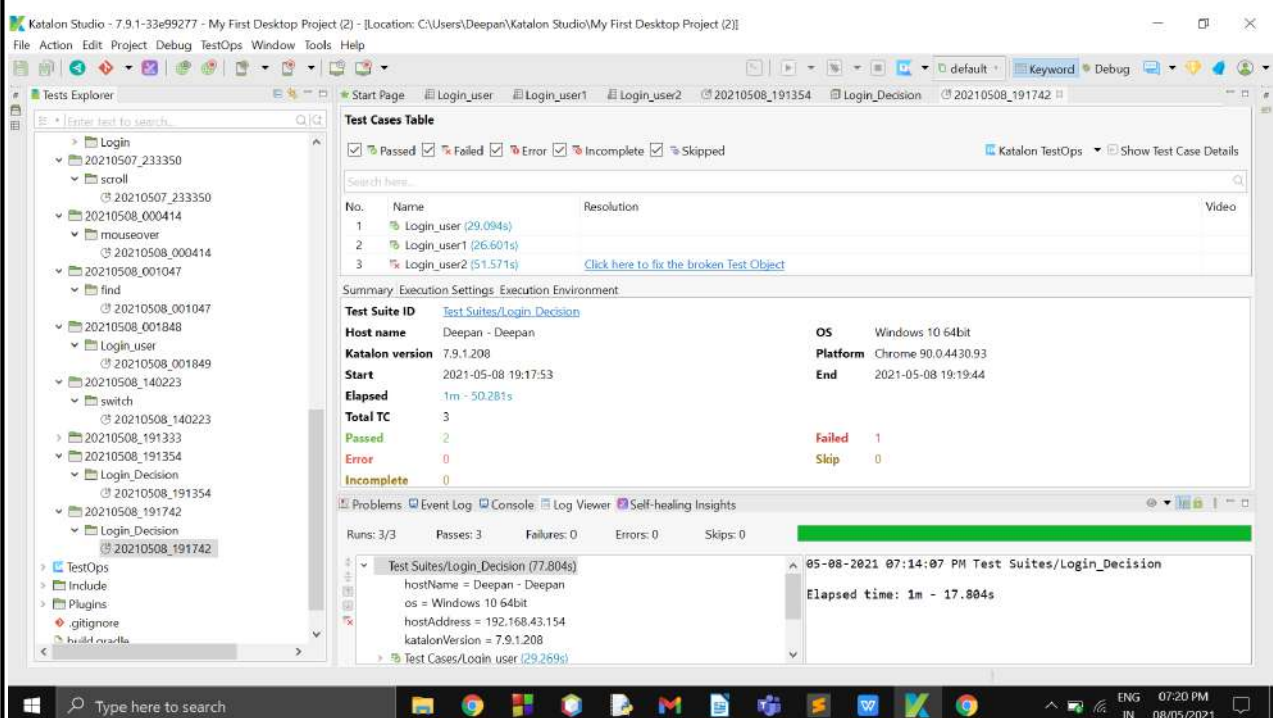 Katalon Studio - 7.9.1-33e99277 - My First Desktop Project (2) - [Location: C:\Users\Deepan\Katalon Studio\My First Desktop Project (2)]
File Action Edit Project Debug TestOps Window Tools Help
default Keyword Debug
Tests Explorer
Start Page Login_user Login_user1 Login_user2 20210508_191354 Login_Decision 20210508_191742
Enter text to search...
Login
20210507_233350
scroll
20210507_233350
20210508_000414
mouseover
20210508_000414
20210508_001047
find
20210508_001047
20210508_001848
Login_user
20210508_001849
20210508_140223
switch
20210508_140223
20210508_191333
20210508_191354
Login_Decision
20210508_191354
20210508_191742
Login_Decision
20210508_191742
TestOps
Include
Plugins
.gitignore
build.gradle
Test Cases Table
Passed Failed Error Incomplete Skipped Katalon TestOps Show Test Case Details
Search here...
No. Name Resolution Video
1 Login_user (29.094s)
2 Login_user1 (26.601s)
3 Login_user2 (51.571s) Click here to fix the broken Test Object
Summary Execution Settings Execution Environment
Test Suite ID Test Suites/Login_Decision
Host name Deepan - Deepan OS Windows 10 64bit
Katalon version 7.9.1.208 Platform Chrome 90.0.4430.93
Start 2021-05-08 19:17:53 End 2021-05-08 19:19:44
Elapsed 1m - 50.281s
Total TC 3
Passed 2 Failed 1
Error 0 Skip 0
Incomplete 0
Problems Event Log Console Log Viewer Self-healing Insights
Runs: 3/3 Passes: 3 Failures: 0 Errors: 0 Skips: 0
Test Suites/Login_Decision (77.804s)
hostName = Deepan - Deepan
os = Windows 10 64bit
hostAddress = 192.168.43.154
katalonVersion = 7.9.1.208
Test Cases/Login_user (29.269s)
05-08-2021 07:14:07 PM Test Suites/Login_Decision
Elapsed time: 1m - 17.804s
Type here to search
ENG 07:20 PM
IN 08/05/2021